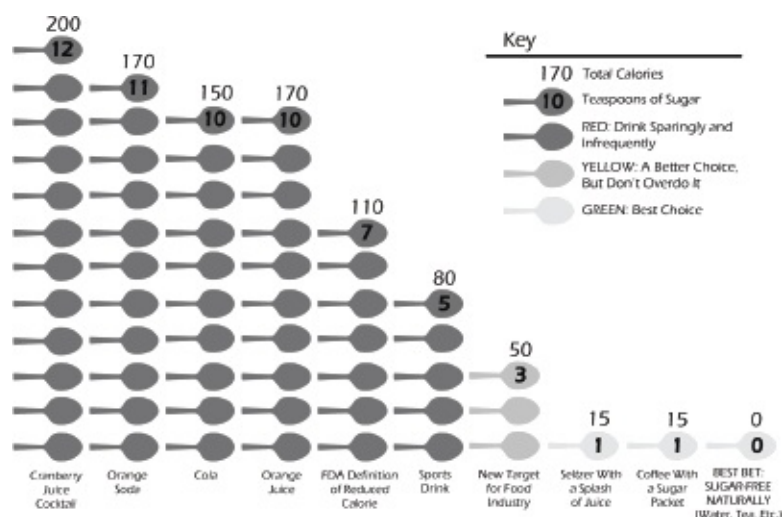 200
12
170
11
150
10
170
10
110
7
80
5
50
3
15
1
15
1
0
0
Key
170 Total Calories
10 Teaspoons of Sugar
RED: Drink Sparingly and
Infrequently
YELLOW: A Better Choice,
But Don't Overdo It
GREEN: Best Choice
Cranberry
Juice
Cocktail
Orange
Soda
Cola
Orange
Juice
FDA Definition
of Reduced
Calorie
Sports
Drink
New Target
for Food
Industry
Seltzer With
a Splash
of Juice
Coffee With
a Sugar
Packet
BEST BET:
SUGAR-FREE
NATURALLY
(Water, Tea, Etc.)